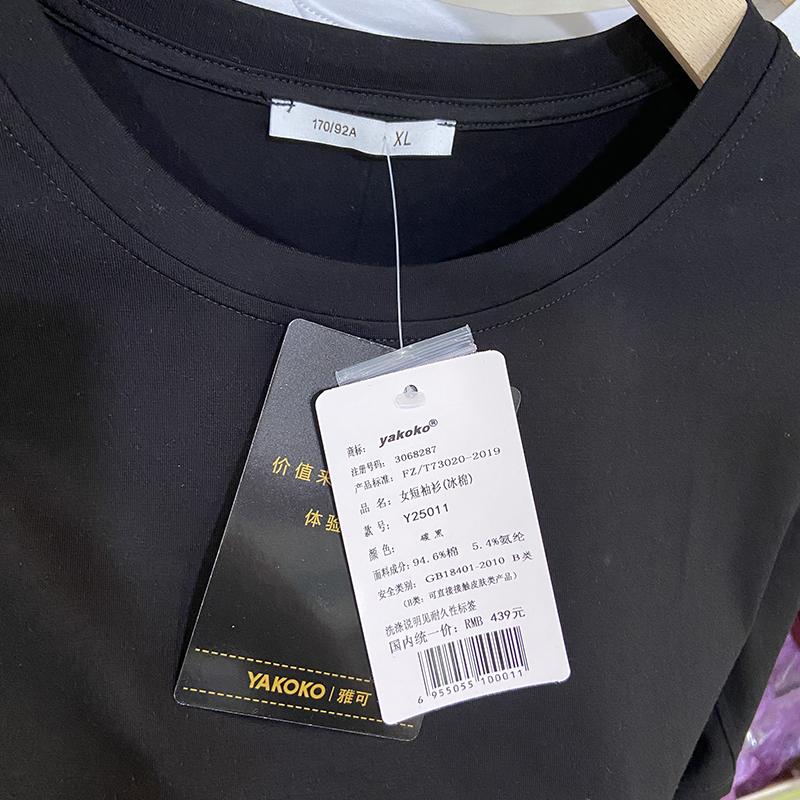 170/92A XL
商标: yakoko®
注册号码: 3068287
产品标准: FZ/T73020-2019
品 名: 女短袖衫(冰棉)
款 号: Y25011
颜 色: 碳黑
面料成分: 94.6%棉 5.4%氨纶
安全类别: GB18401-2010 B类
(B类: 可直接接触皮肤类产品)
洗涤说明见耐久性标签
国内统一价: RMB 439元
6 955055 100011
价值来
体验
YAKOKO 雅可